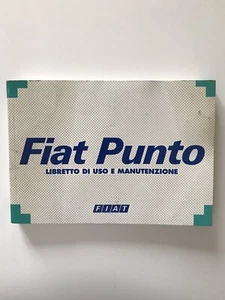 Fiat Punto
LIBRETTO DI USO E MANUTENZIONE
FIAT